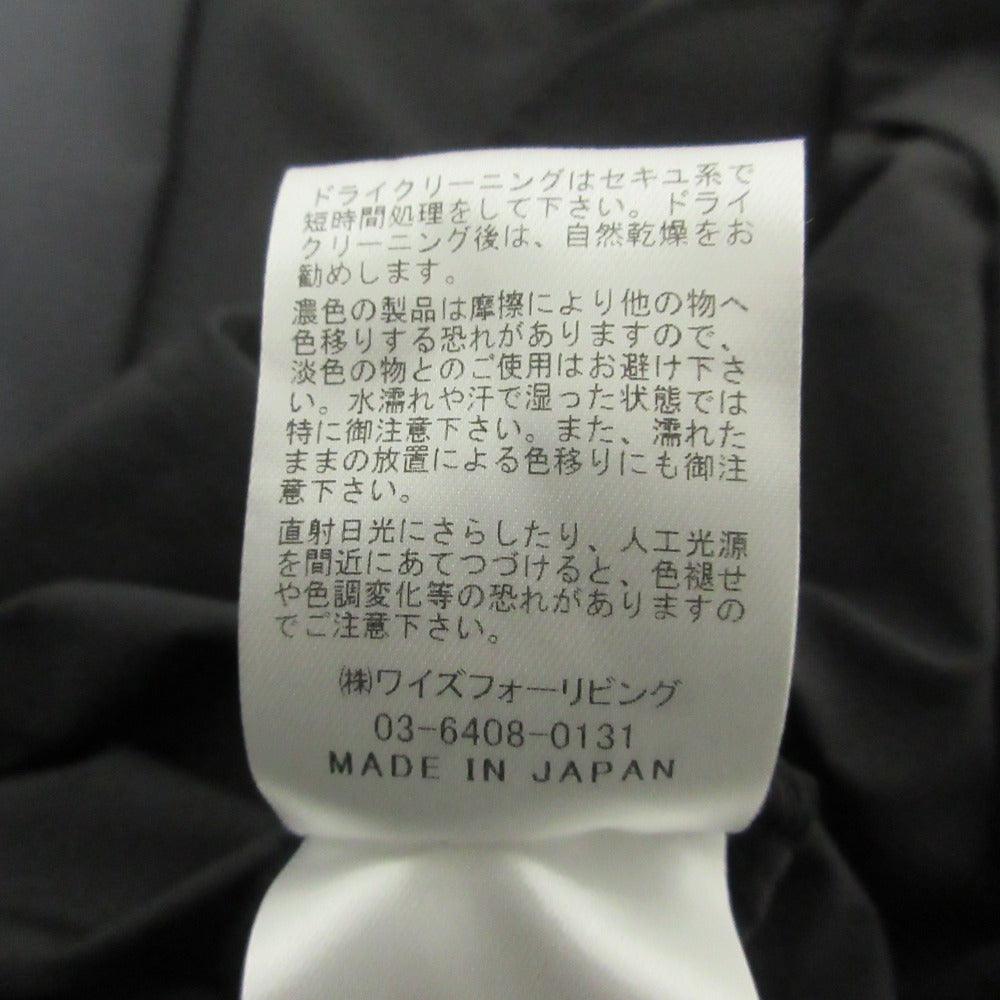 ドライクリーニングはセキユ系で
短時間処理をして下さい。ドライ
クリーニング後は、自然乾燥をお
勧めします。
濃色の製品は摩擦により他の物へ
色移りする恐れがありますので、
淡色の物とのご使用はお避け下さ
い。水濡れや汗で湿った状態では
特に御注意下さい。また、濡れた
ままの放置による色移りにも御注
意下さい。
直射日光にさらしたり、人工光源
を間近にあてつづけると、色褪せ
や色調変化等の恐れがありますの
でご注意下さい。
㈱ワイズフォーリビング
03-6408-0131
MADE IN JAPAN